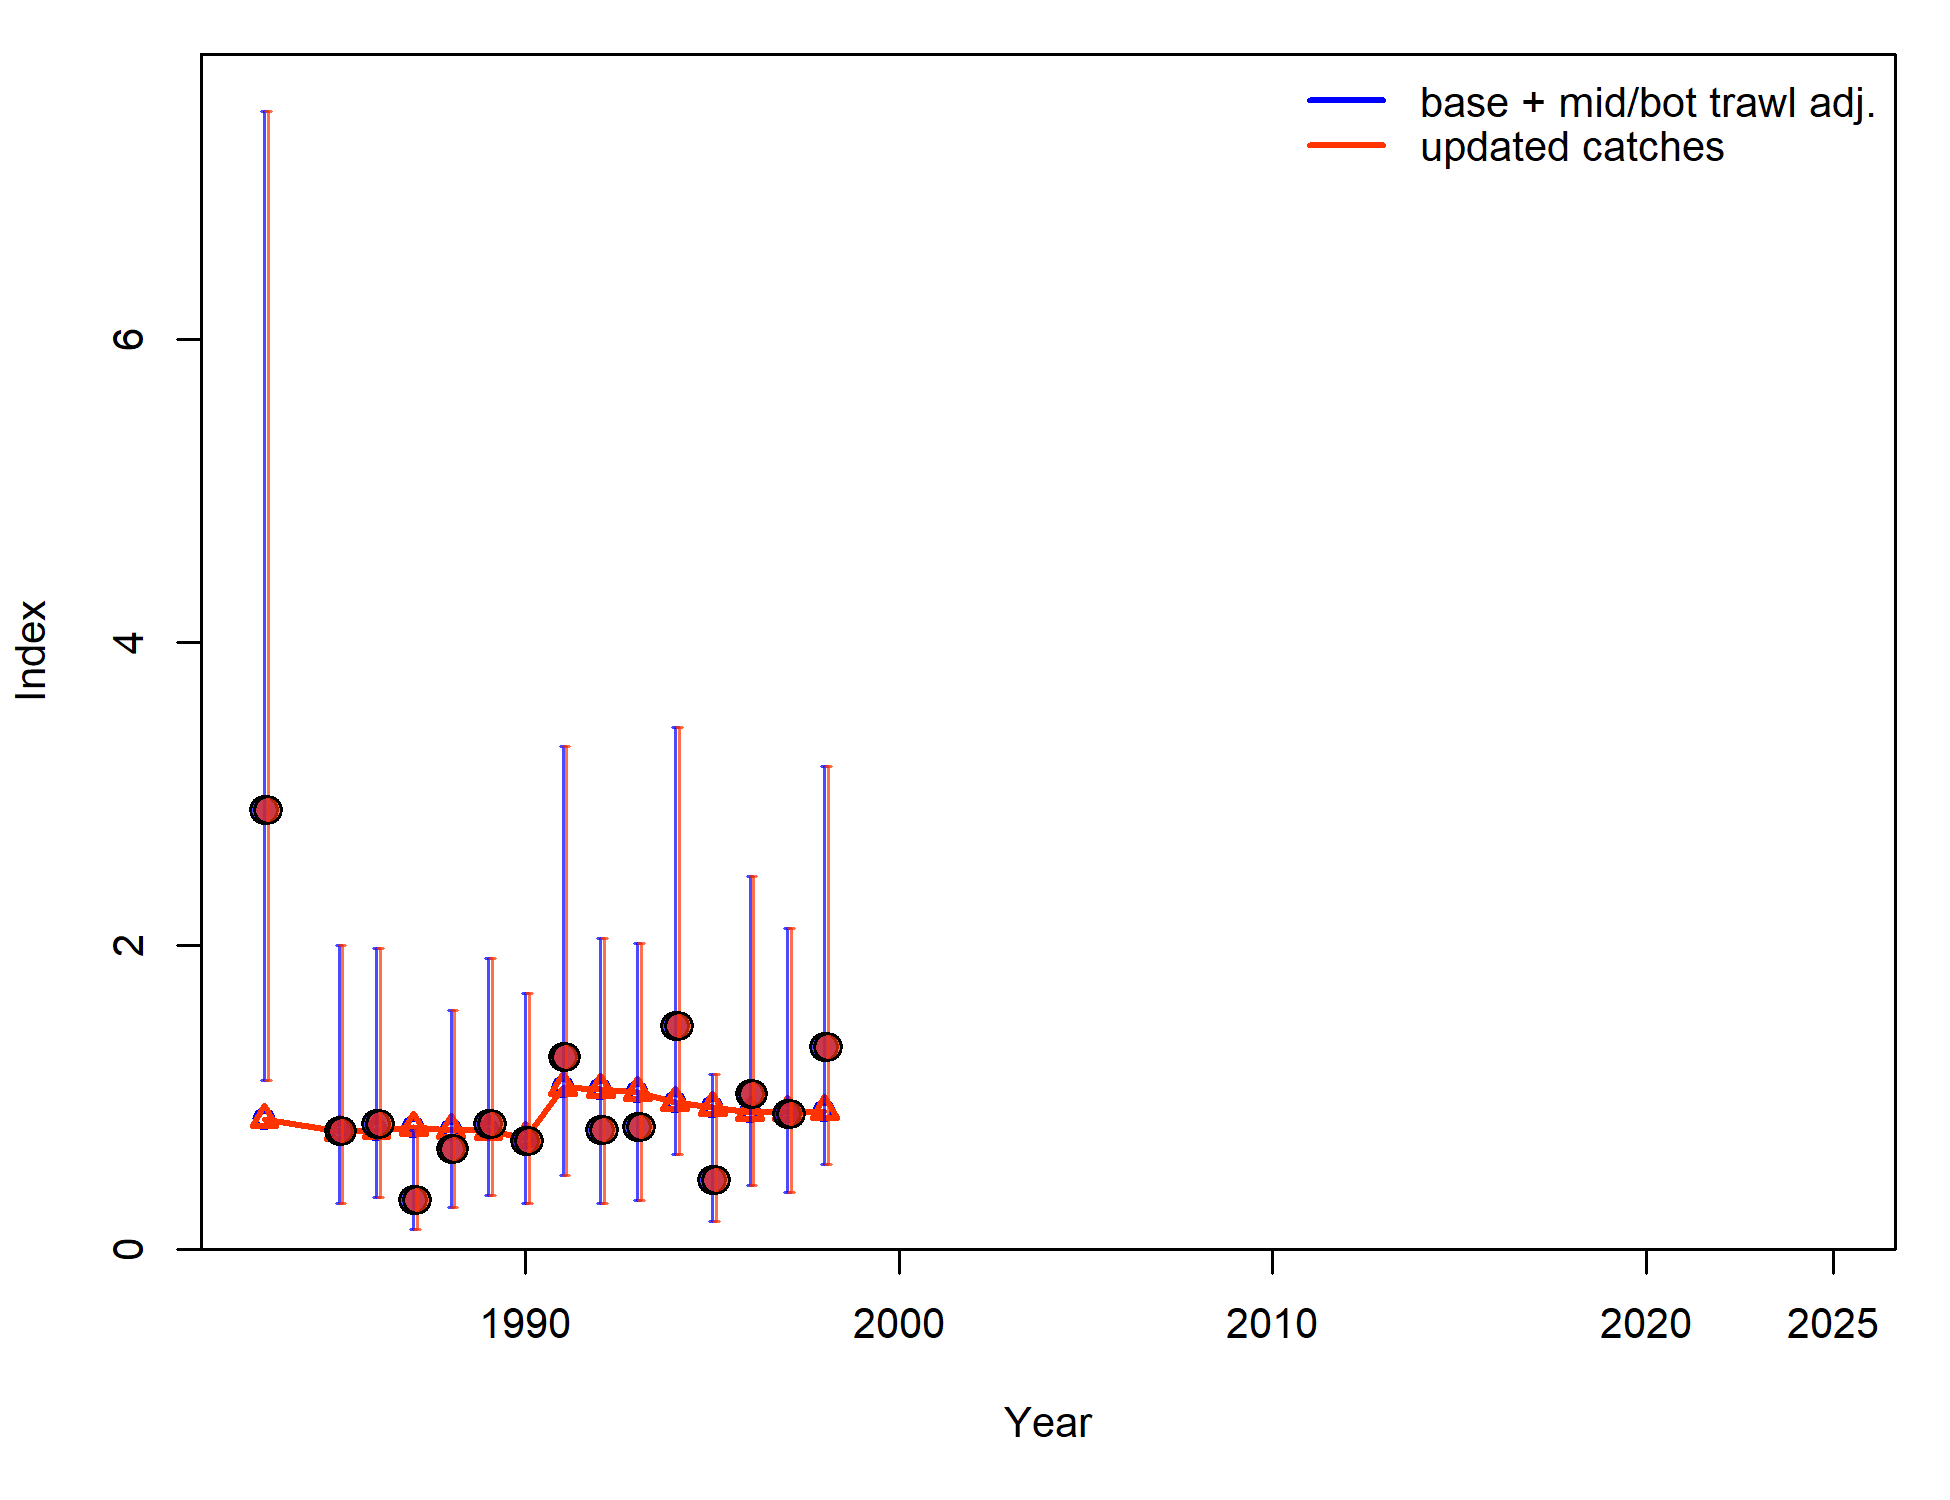 base + mid/bot trawl adj.
updated catches
6
4
2
0
Index
1990
2000
2010
2020
2025
Year